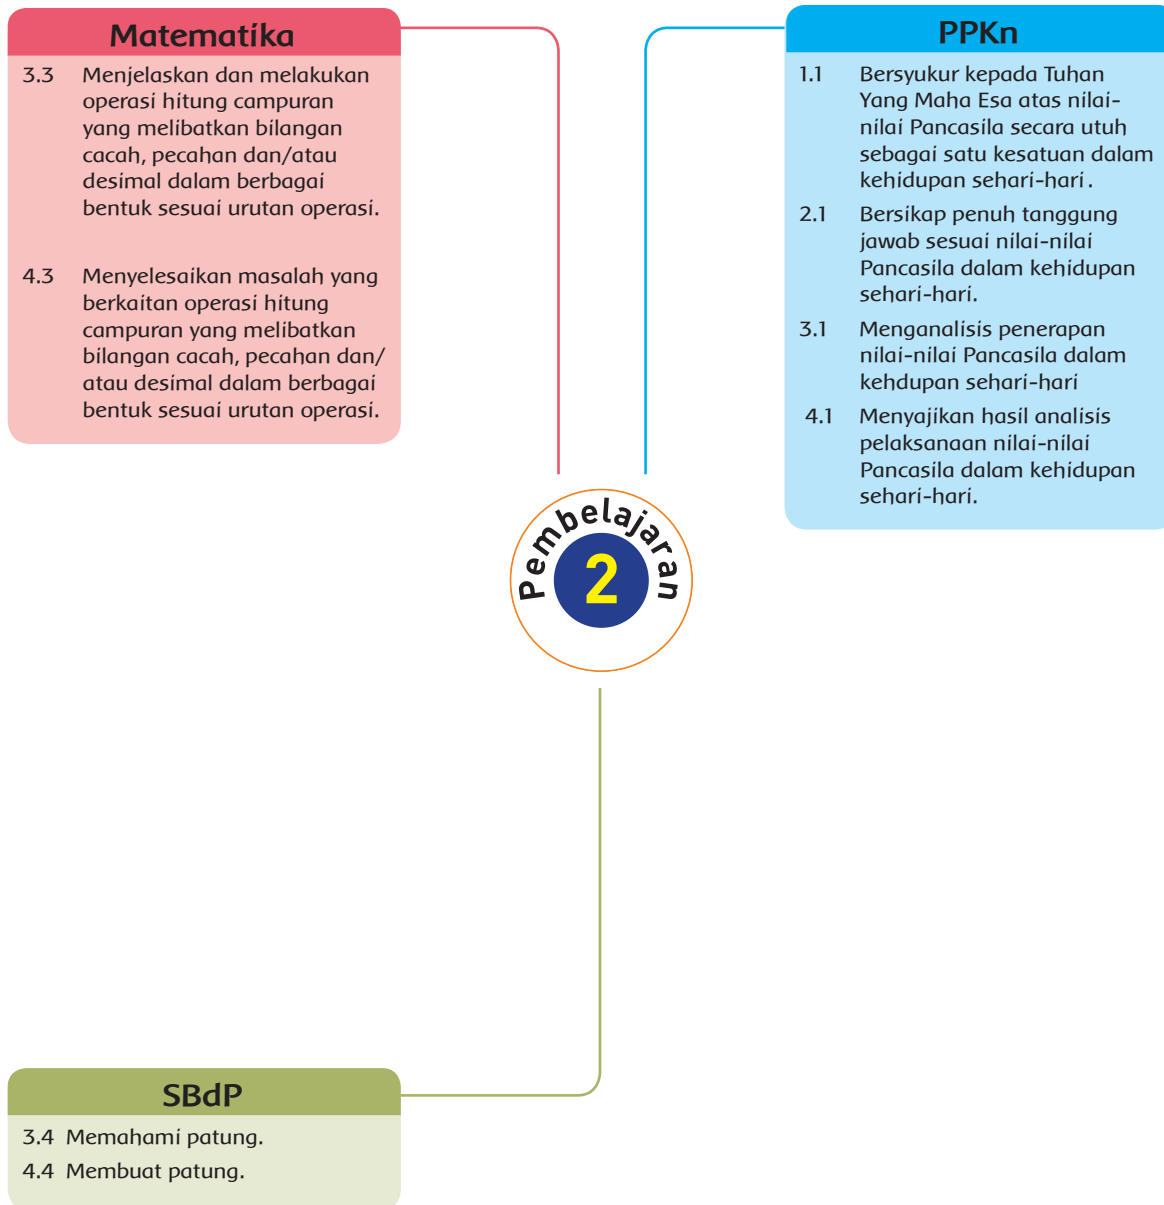 Matematika
3.3 Menjelaskan dan melakukan
operasi hitung campuran
yang melibatkan bilangan
cacah, pecahan dan/atau
desimal dalam berbagai
bentuk sesuai urutan operasi.
4.3 Menyelesaikan masalah yang
berkaitan operasi hitung
campuran yang melibatkan
bilangan cacah, pecahan dan/
atau desimal dalam berbagai
bentuk sesuai urutan operasi.
PPKn
1.1 Bersyukur kepada Tuhan
Yang Maha Esa atas nilai-
nilai Pancasila secara utuh
sebagai satu kesatuan dalam
kehidupan sehari-hari.
2.1 Bersikap penuh tanggung
jawab sesuai nilai-nilai
Pancasila dalam kehidupan
sehari-hari.
3.1 Menganalisis penerapan
nilai-nilai Pancasila dalam
kehdupan sehari-hari
4.1 Menyajikan hasil analisis
pelaksanaan nilai-nilai
Pancasila dalam kehidupan
sehari-hari.
Pembelajaran
2
SBdP
3.4 Memahami patung.
4.4 Membuat patung.